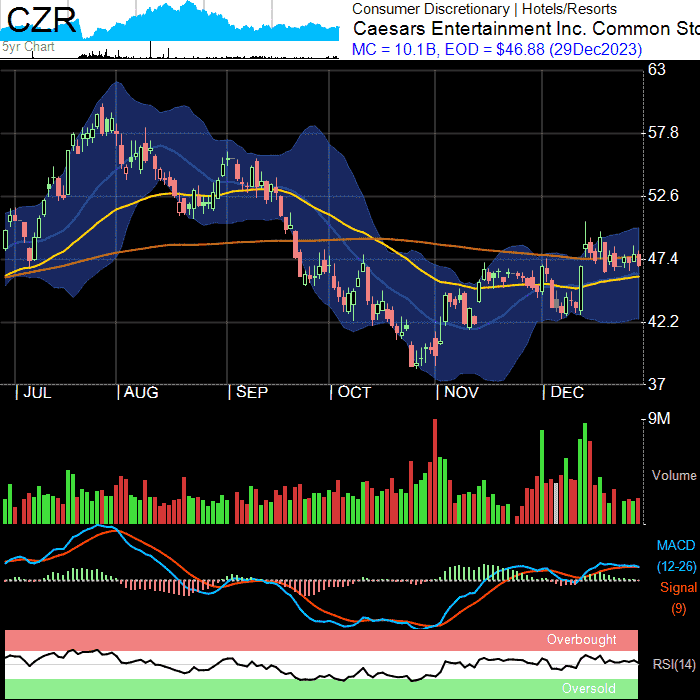 CZR
5yr Chart
Consumer Discretionary | Hotels/Resorts
Caesars Entertainment Inc. Common Sto
MC = 10.1B, EOD = $46.88 (29Dec2023)
63
57.8
52.6
47.4
42.2
37
| JUL | AUG | SEP | OCT | NOV | DEC
9M
Volume
MACD
(12-26)
Signal
(9)
Overbought
RSI(14)
Oversold